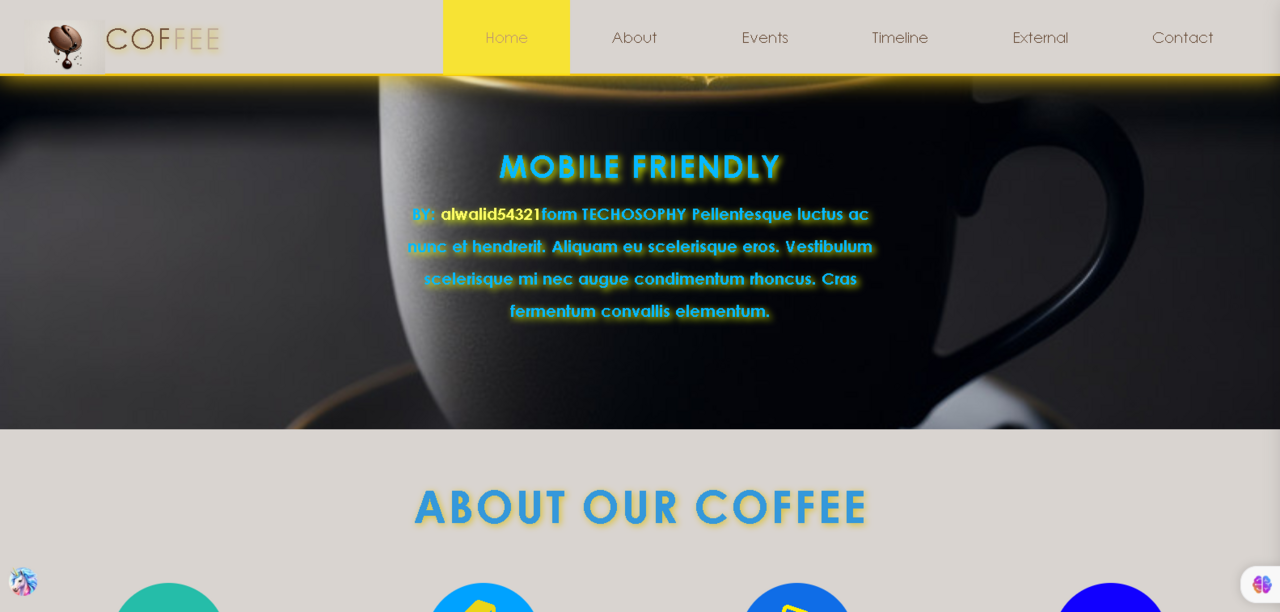 COFFEE
Home About Events Timeline External Contact
MOBILE FRIENDLY
BY: alwalid54321form TECHOSOPHY Pellentesque luctus ac
nunc et hendrerit. Aliquam eu scelerisque eros. Vestibulum
scelerisque mi nec augue condimentum rhoncus. Cras
fermentum convallis elementum.
ABOUT OUR COFFEE